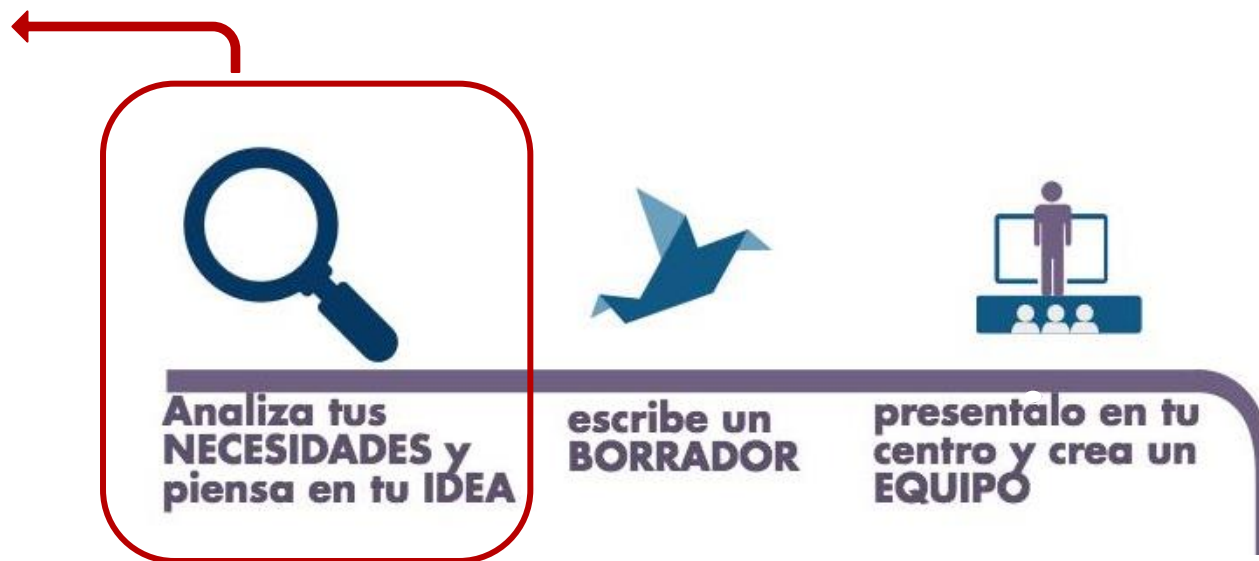 Analiza tus
NECESIDADES y
piensa en tu IDEA
escribe un
BORRADOR
presentalo en tu
centro y crea un
EQUIPO